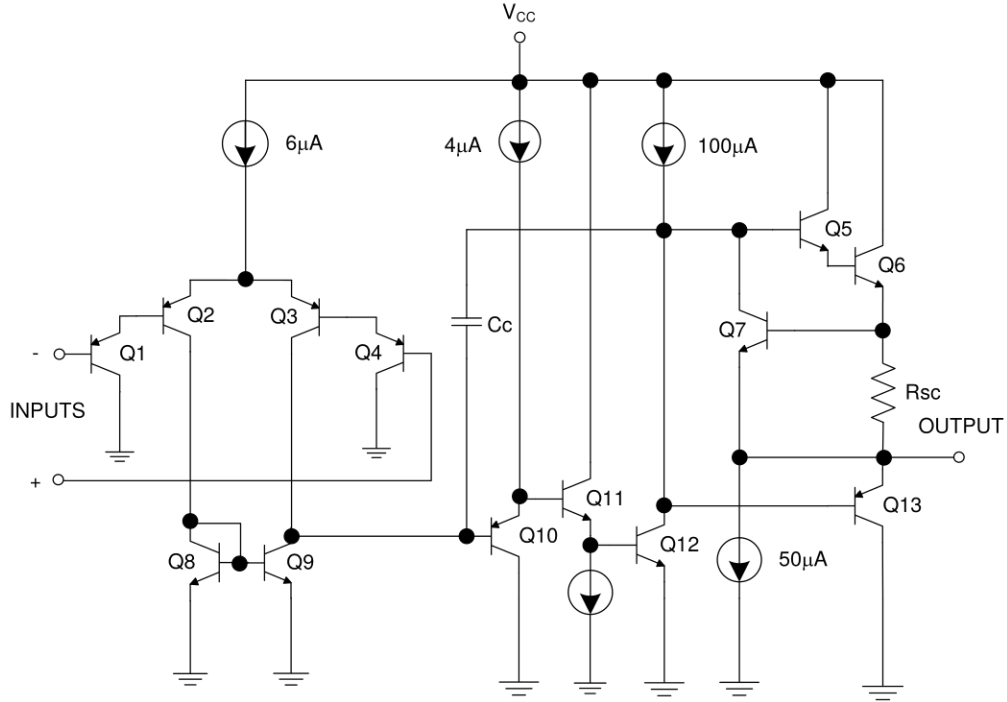 VCC
6μA
4μA
100μA
Q5
Q6
Q2
Q3
Q7
Cc
-
Q1
Q4
Rsc
INPUTS
OUTPUT
+
Q11
Q13
Q10
Q12
Q8
Q9
50μA